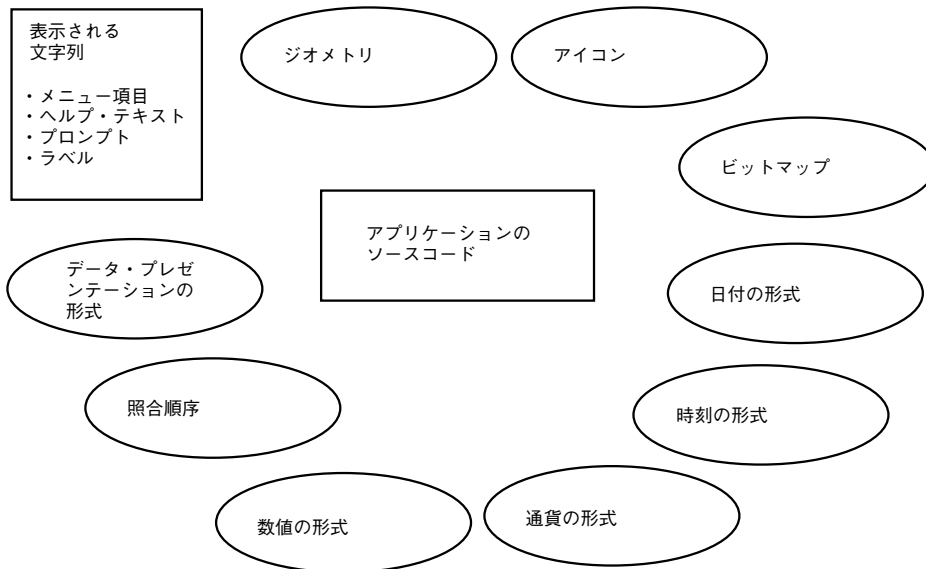 表示される
文字列
・メニュー項目
・ヘルプ・テキスト
・プロンプト
・ラベル
ジオメトリ
アイコン
ビットマップ
アプリケーションの
ソースコード
データ・プレゼ
ンテーションの
形式
日付の形式
照合順序
時刻の形式
数値の形式
通貨の形式